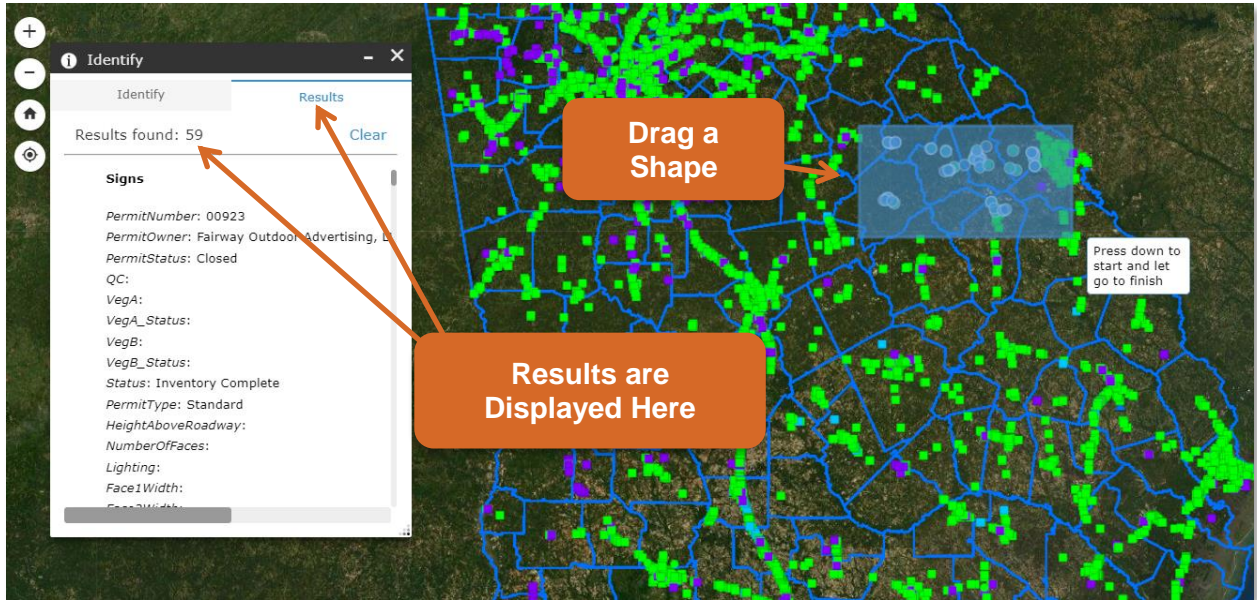 Identify
Identify
Results
Results found: 59
Clear
Signs
PermitNumber: 00923
PermitOwner: Fairway Outdoor Advertising, L
PermitStatus: Closed
QC:
VegA:
VegA_Status:
VegB:
VegB_Status:
Status: Inventory Complete
PermitType: Standard
HeightAboveRoadway:
NumberOfFaces:
Lighting:
Face1Width:
Face2Width:
Drag a
Shape
Press down to
start and let
go to finish
Results are
Displayed Here